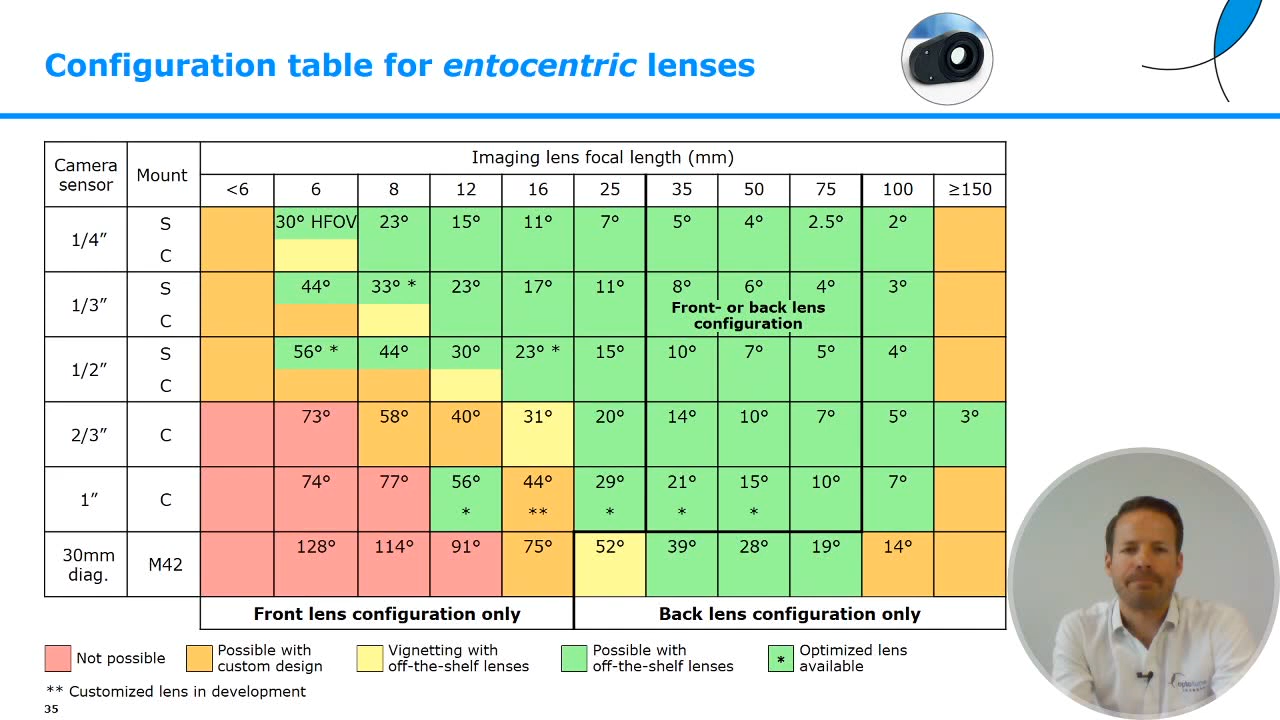 Configuration table for entocentric lenses
Camera sensor Mount Imaging lens focal length (mm)
<6 6 8 12 16 25 35 50 75 100 ≥150
1/4” S 30° HFOV 23° 15° 11° 7° 5° 4° 2.5° 2°
C
1/3” S 44° 33° * 23° 17° 11° 8° 6° 4° 3°
C Front- or back lens
configuration
1/2” S 56° * 44° 30° 23° * 15° 10° 7° 5° 4°
C
2/3” C 73° 58° 40° 31° 20° 14° 10° 7° 5° 3°
1” C 74° 77° 56° 44° 29° 21° 15° 10° 7°
* ** * * *
30mm diag. M42 128° 114° 91° 75° 52° 39° 28° 19° 14°
Front lens configuration only Back lens configuration only
Not possible
Possible with
custom design
Vignetting with
off-the-shelf lenses
Possible with
off-the-shelf lenses
* Optimized lens
available
** Customized lens in development
35